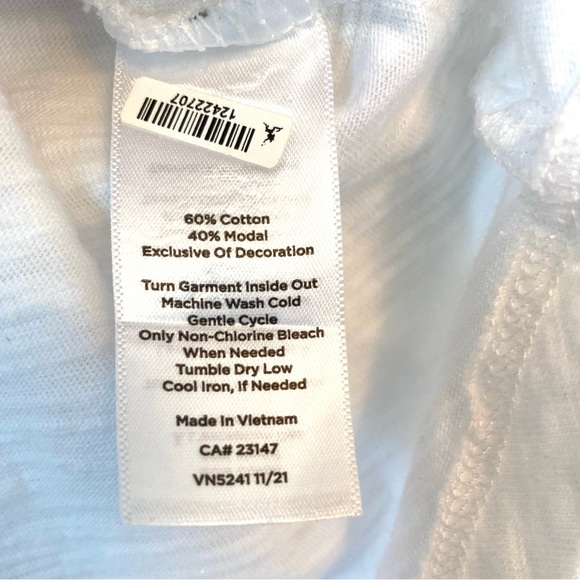 12422707
60% Cotton
40% Modal
Exclusive Of Decoration
Turn Garment Inside Out
Machine Wash Cold
Gentle Cycle
Only Non-Chlorine Bleach
When Needed
Tumble Dry Low
Cool Iron, If Needed
Made In Vietnam
CA# 23147
VN5241 11/21